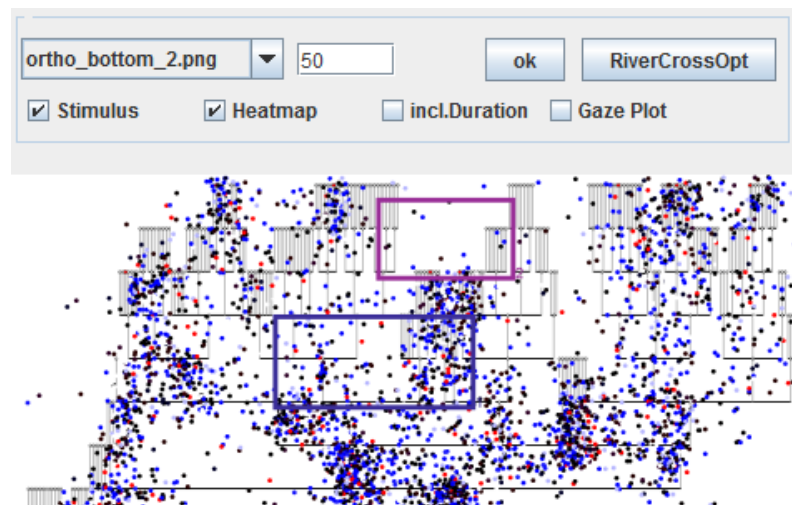 ortho_bottom_2.png 50 ok RiverCrossOpt
Stimulus Heatmap incl.Duration Gaze Plot